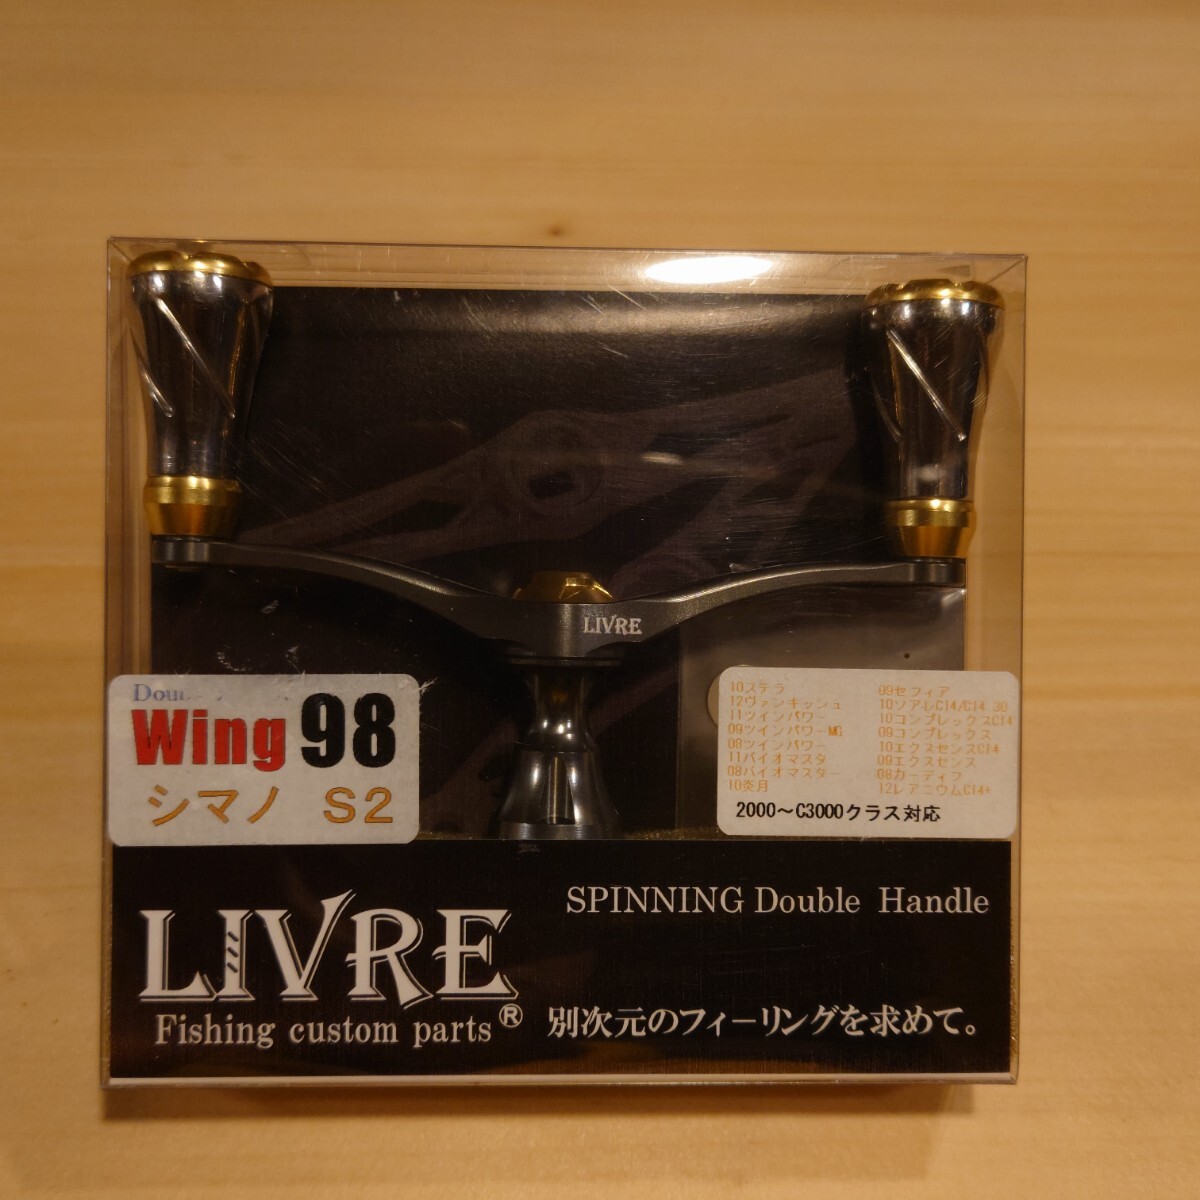 LIVRE
Wing 98
シマノ S2
10ステラ
12ヴァンキッシュ
11ツインパワー
09ツインパワーMG
08ツインパワー
11バイオマスタ
08バイオマスター
10炎月
09セフィア
10ソアレCI4/CI4 30
10コンプレックスCI4
09コンプレックス
10エクスセンスCI4
09エクスセンス
08カーディフ
12レアニウムCI4+
2000～C3000クラス対応
SPINNING Double Handle
LIVRE
Fishing custom parts®
別次元のフィーリングを求めて。